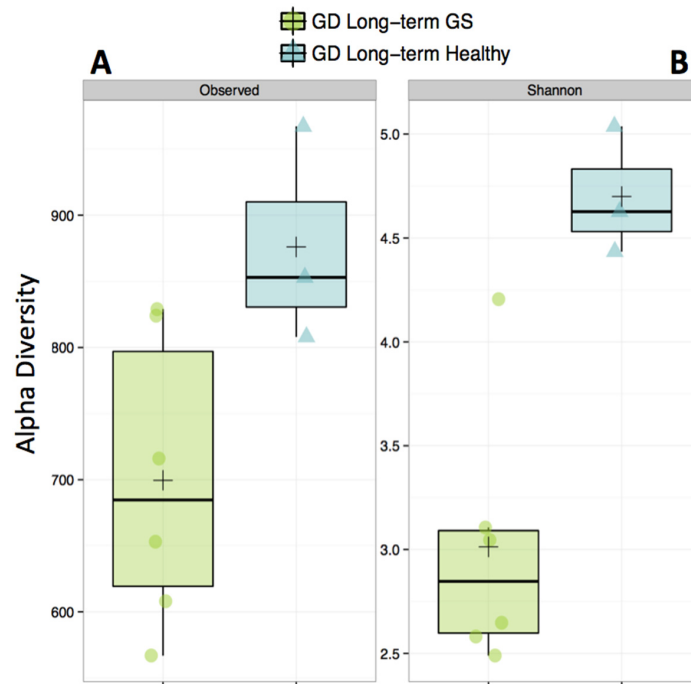 GD Long−term GS
GD Long−term Healthy
A
B
Observed
Shannon
Alpha Diversity
900
800
700
600
5.0
4.5
4.0
3.5
3.0
2.5